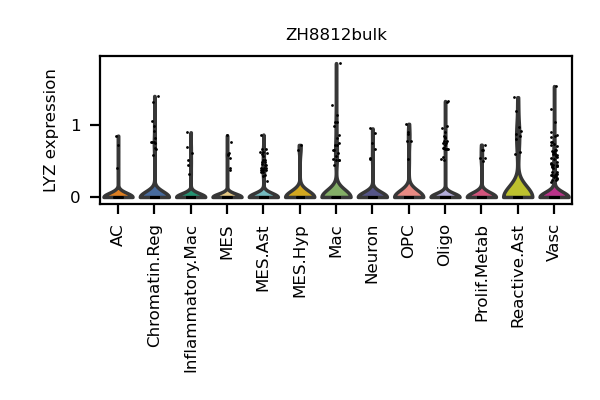 ZH8812bulk
LYZ expression
1
0
AC
Chromatin.Reg
Inflammatory.Mac
MES
MES.Ast
MES.Hyp
Mac
Neuron
OPC
Oligo
Prolif.Metab
Reactive.Ast
Vasc